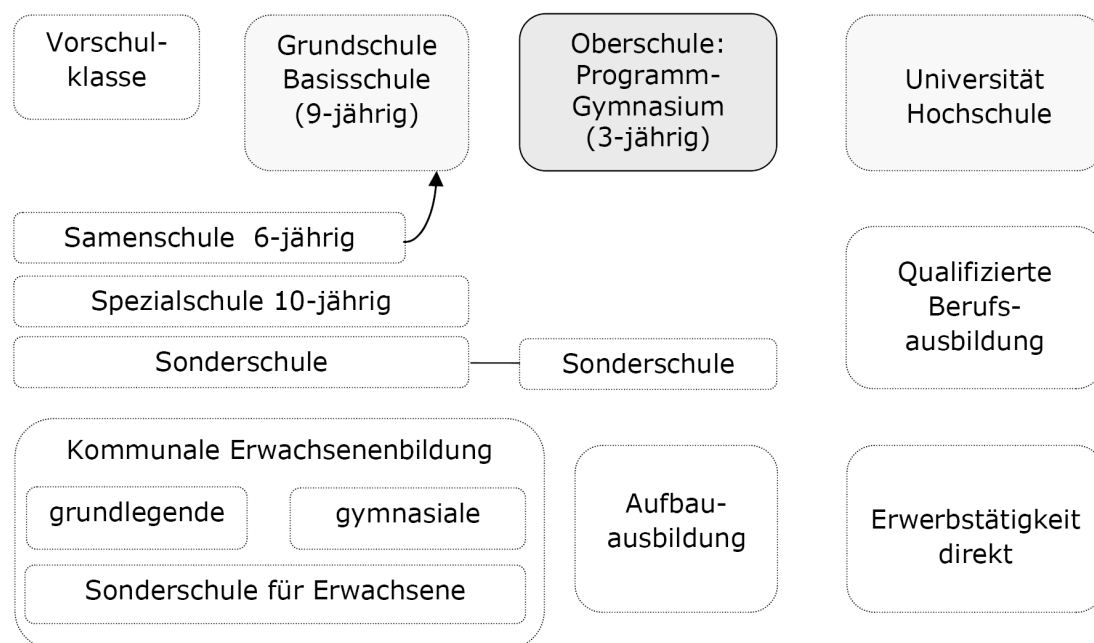 Vorschul-
klasse
Grundschule
Basisschule
(9-jährig)
Oberschule:
Programm-
Gymnasium
(3-jährig)
Universität
Hochschule
Samenschule 6-jährig
Spezialschule 10-jährig
Sonderschule
Sonderschule
Qualifizierte
Berufs-
ausbildung
Kommunale Erwachsenenbildung
grundlegende
gymnasiale
Sonderschule für Erwachsene
Aufbau-
ausbildung
Erwerbstätigkeit
direkt